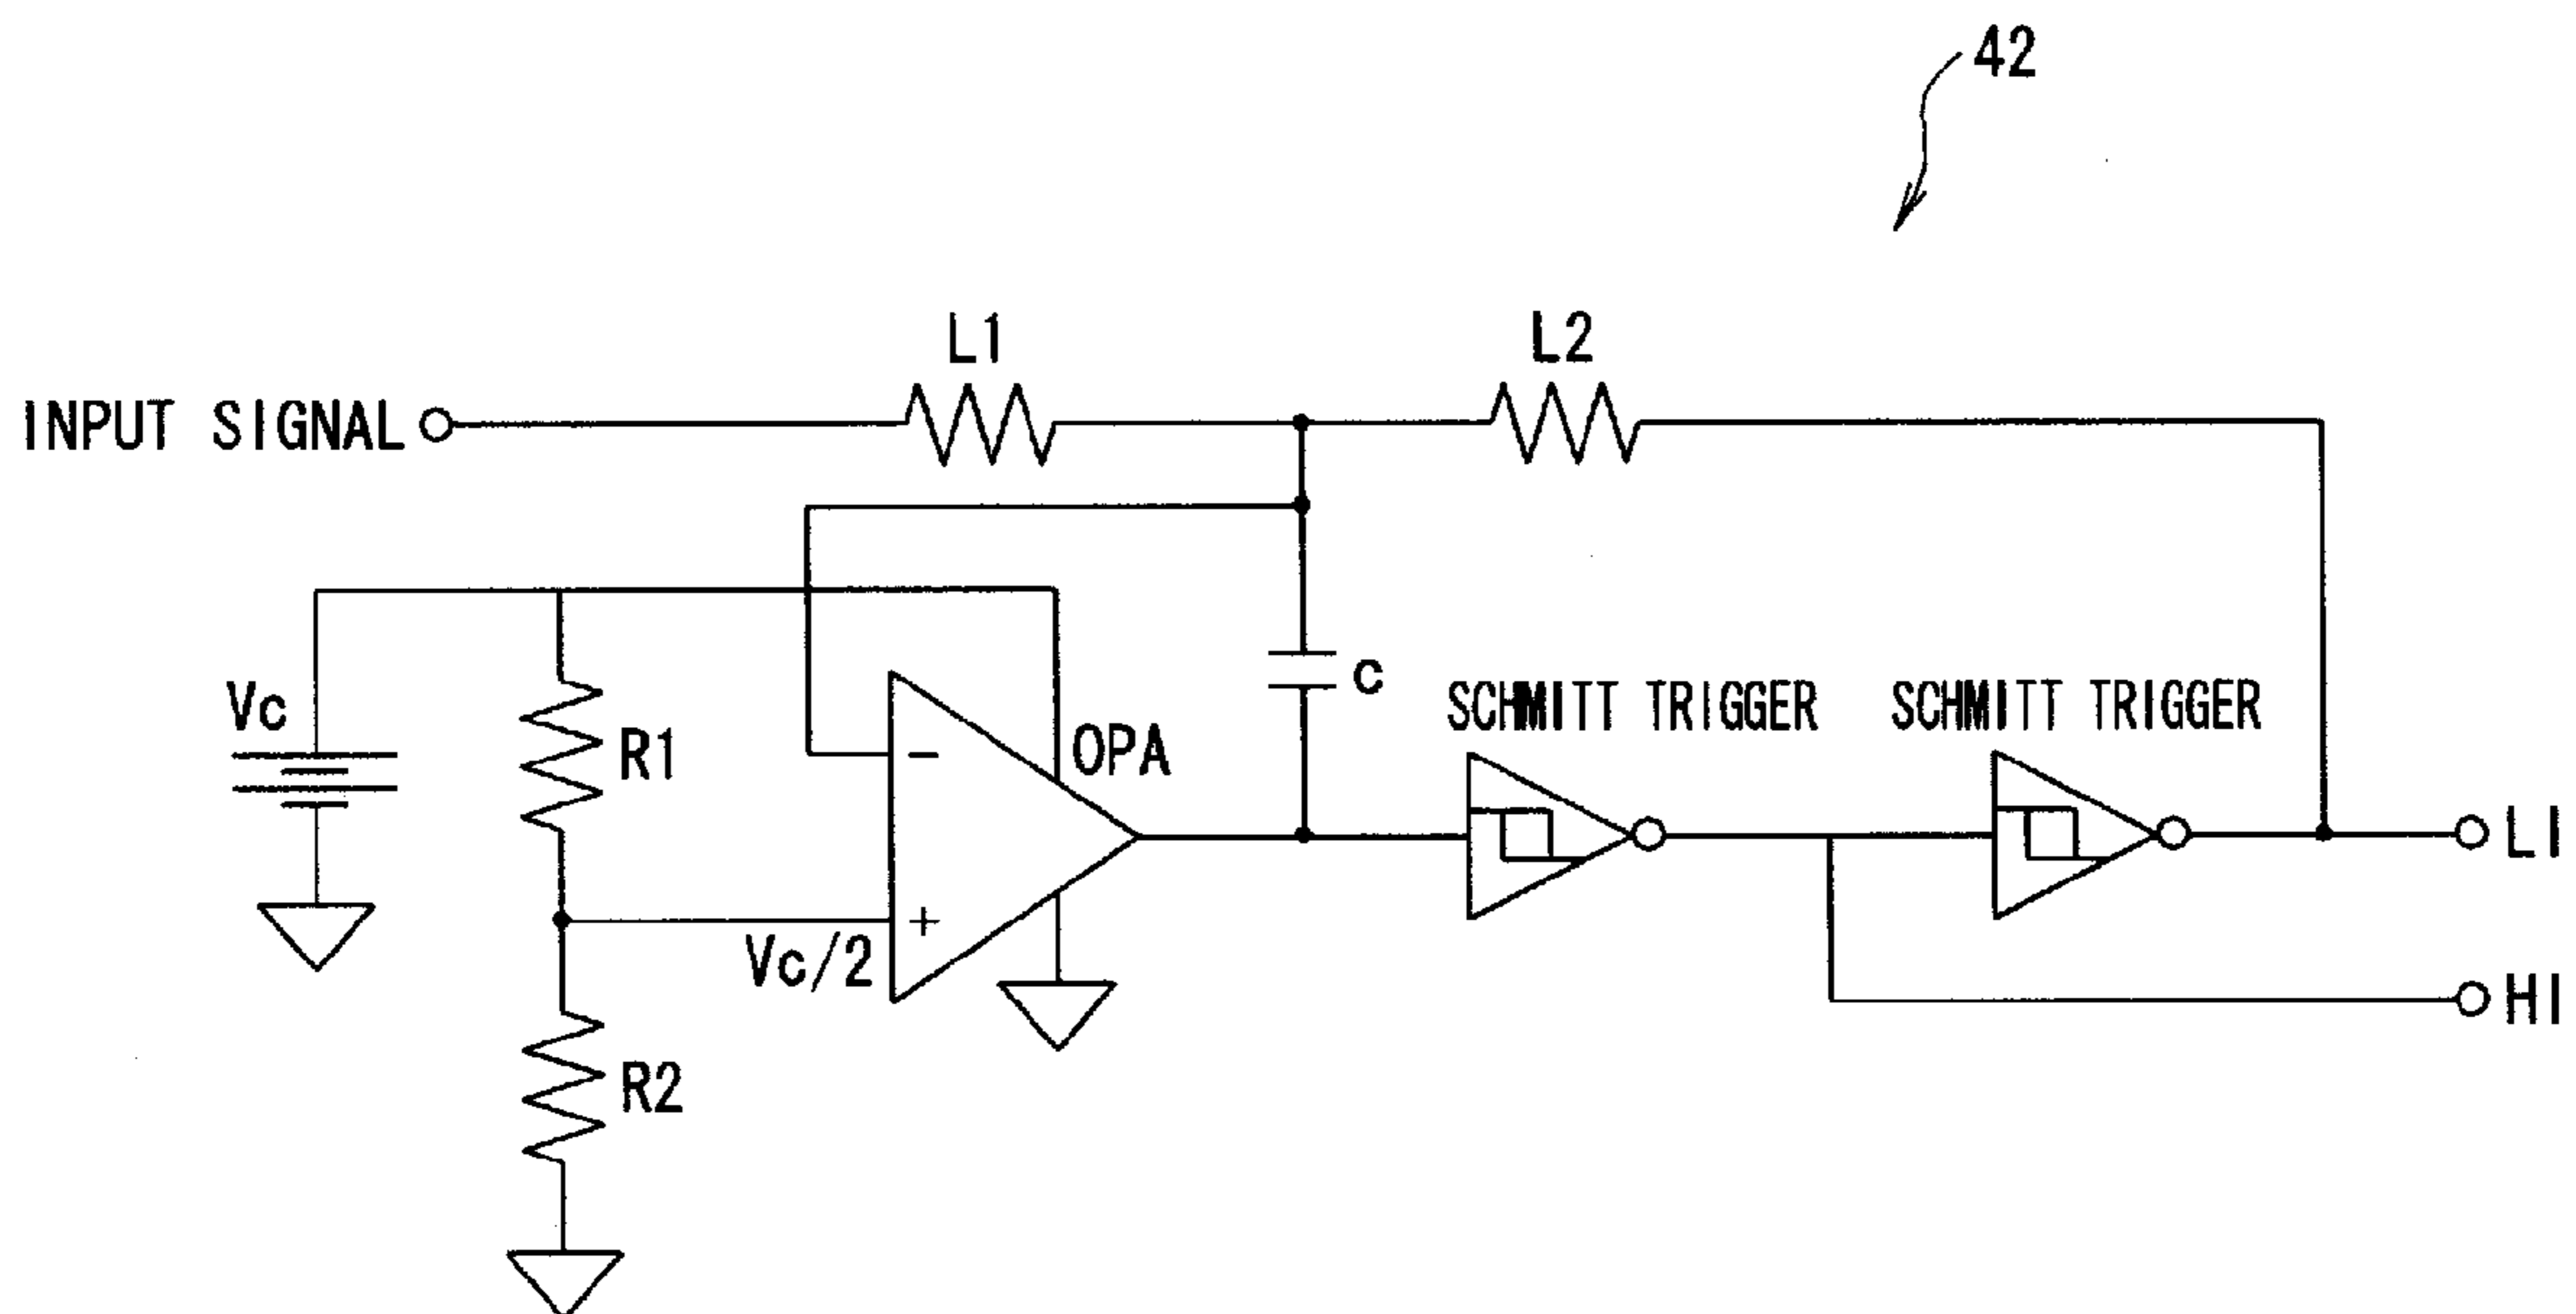 42
L1
L2
INPUT SIGNAL
Vc
R1
OPA
c
SCHMITT TRIGGER
SCHMITT TRIGGER
−
+
Vc/2
LI
HI
R2